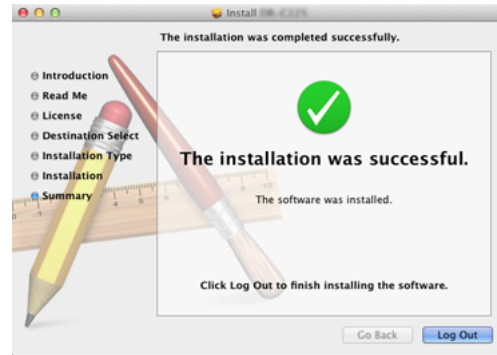 Install
The installation was completed successfully.
Introduction
Read Me
License
Destination Select
Installation Type
Installation
Summary
The installation was successful.
The software was installed.
Click Log Out to finish installing the software.
Go Back
Log Out